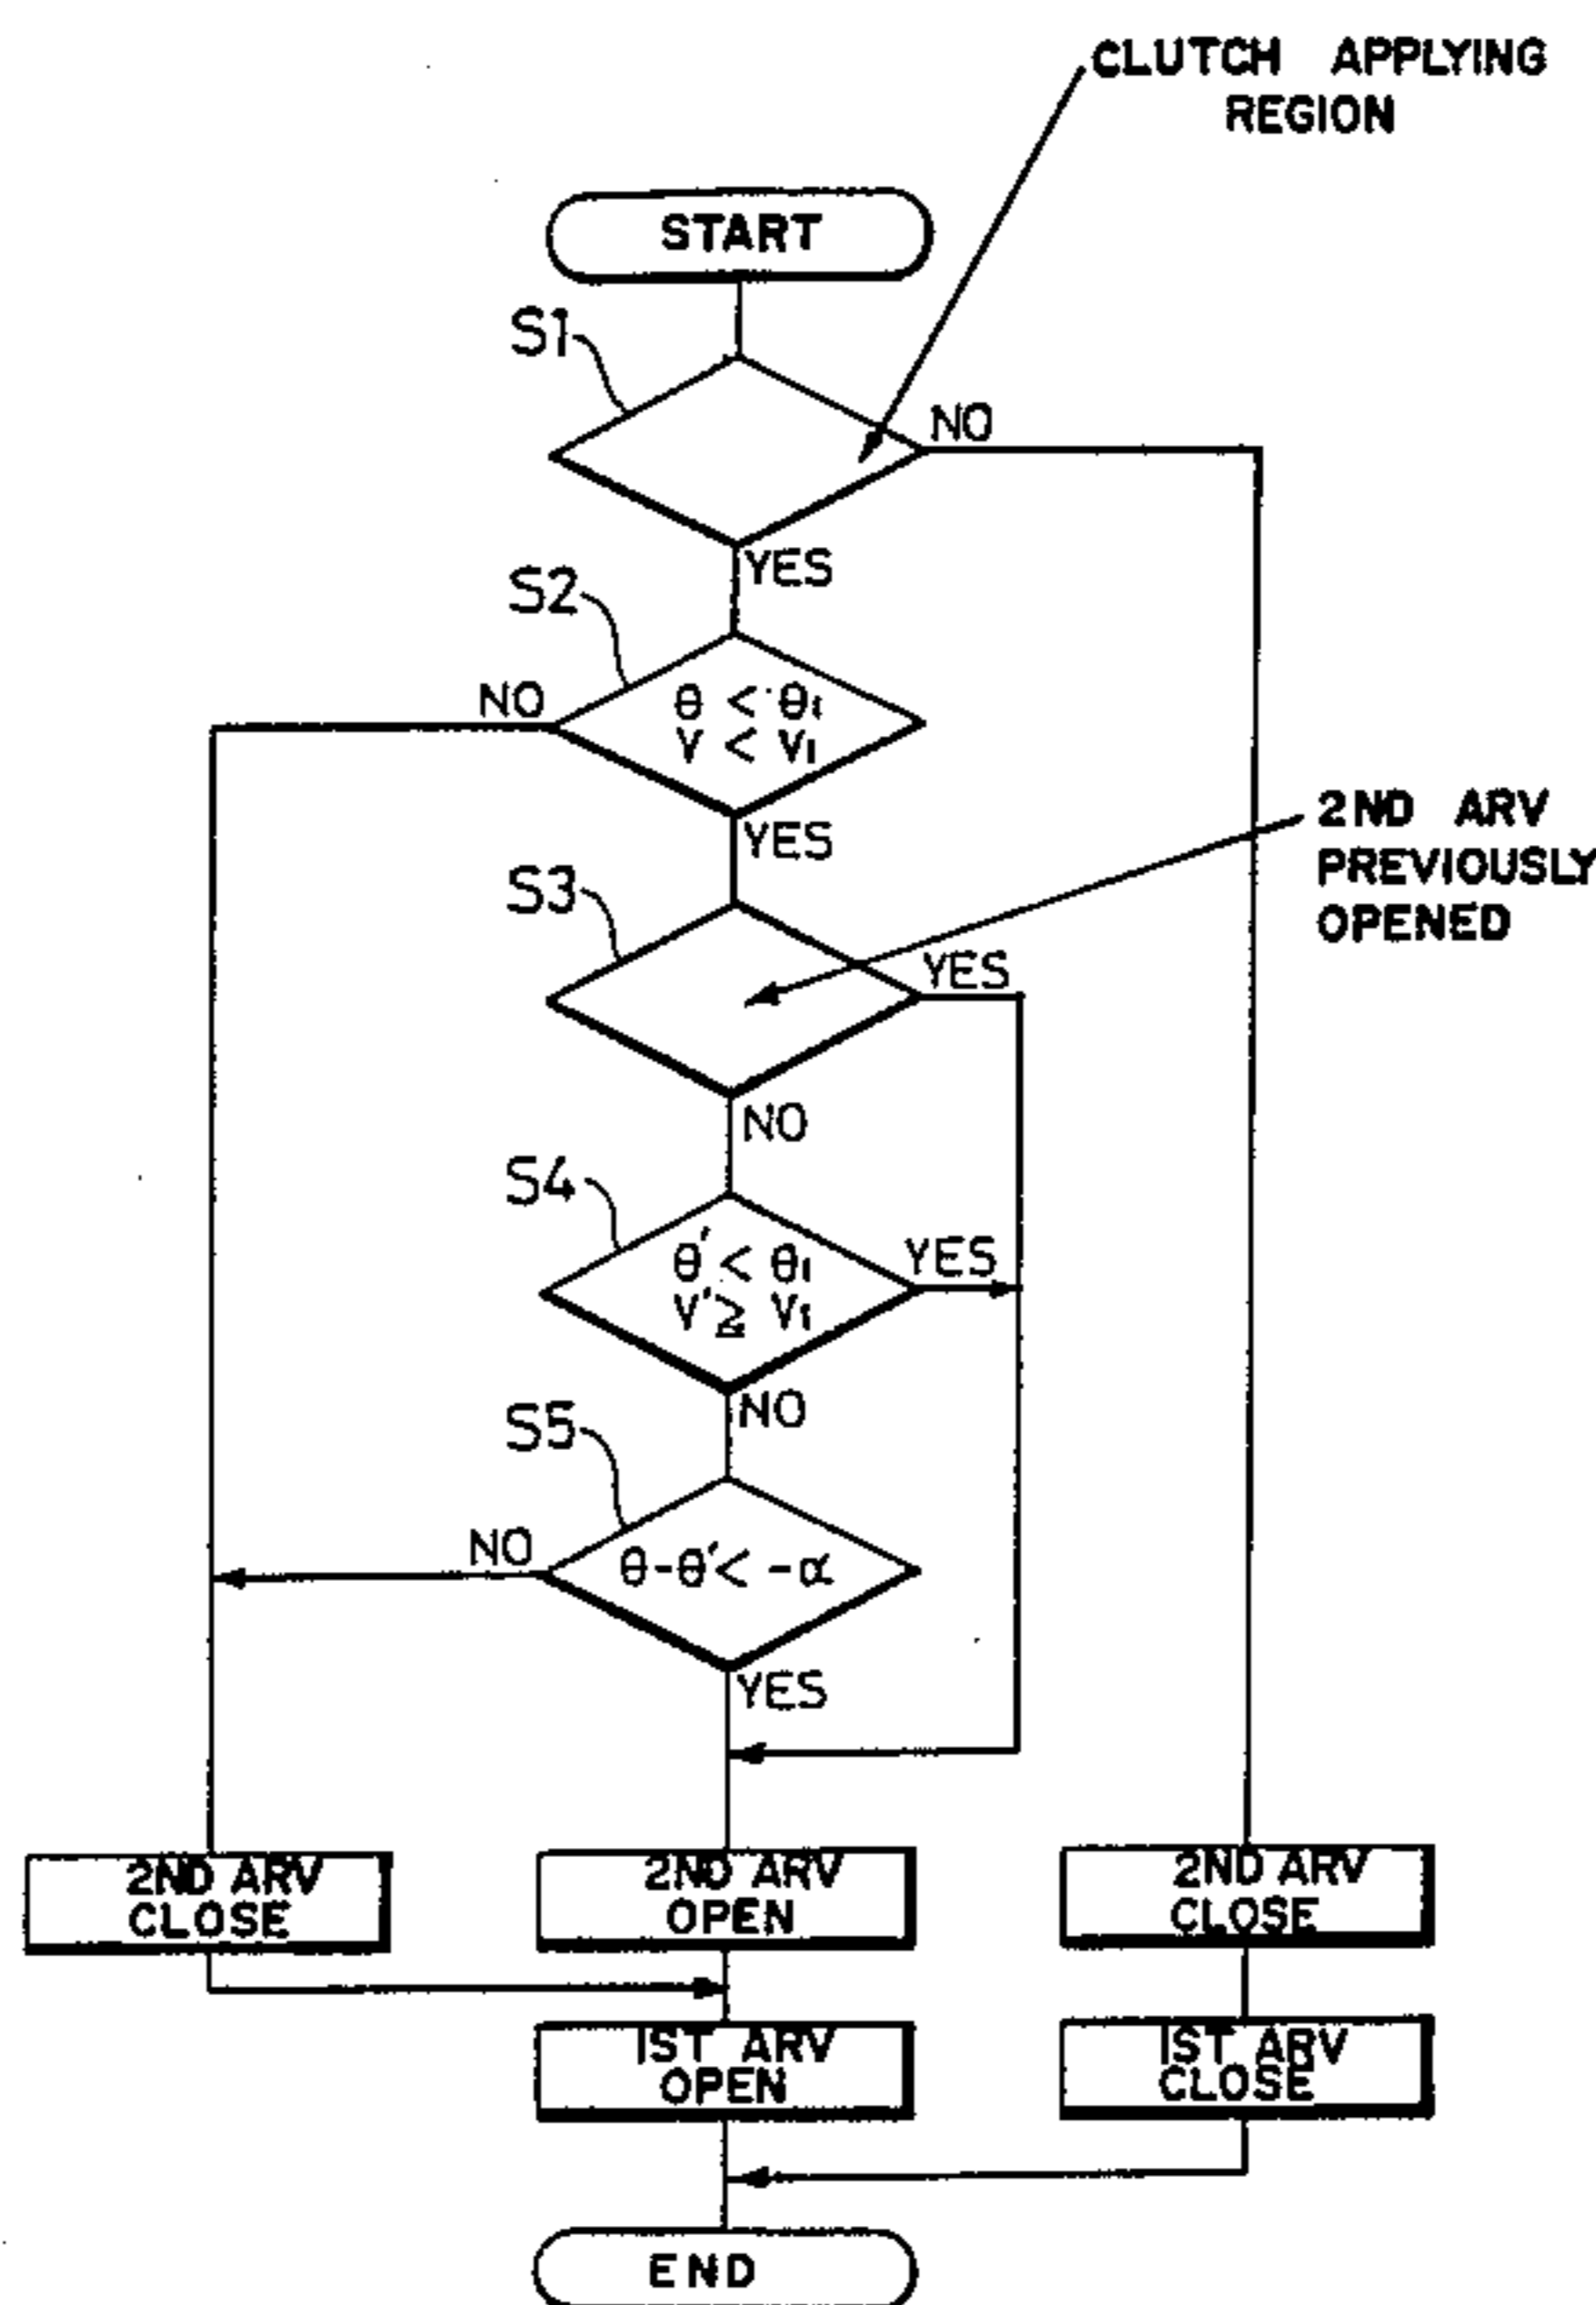 CLUTCH APPLYING
REGION
START
S1
NO
YES
S2
NO
θ < θ₁
V < V₁
YES
2ND ARV
PREVIOUSLY
OPENED
S3
YES
NO
S4
θ' < θ₁
V' ≧ V₁
YES
NO
S5
NO
θ-θ' < -α
YES
2ND ARV
CLOSE
2ND ARV
OPEN
2ND ARV
CLOSE
1ST ARV
OPEN
1ST ARV
CLOSE
END